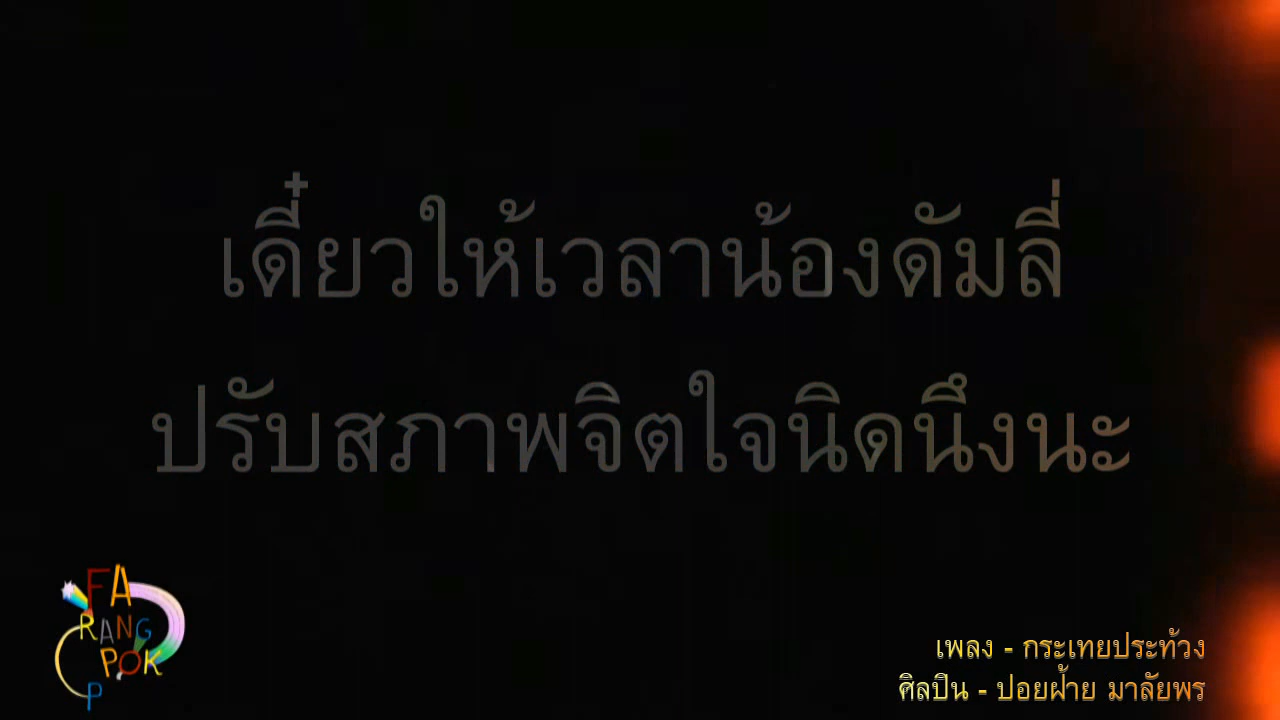 เดี๋ยวให้เวลาน้องดัมลี่
ปรับสภาพจิตใจนิดนึงนะ
FA
RANG
POK
P
เพลง - กระเทยประท้วง
ศิลปิน - ปอยฝ้าย มาลัยพร